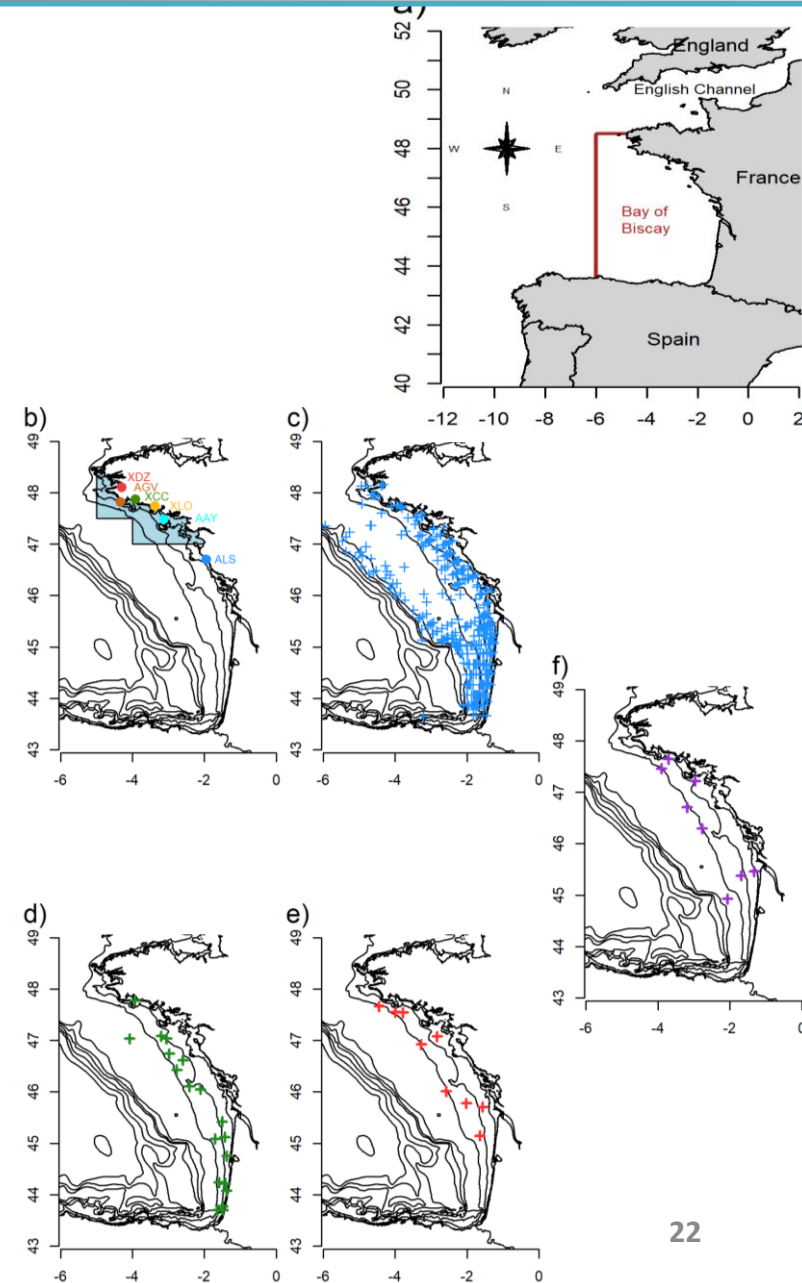 a)
52
50
48
46
44
42
40
England
English Channel
N
W
E
S
France
Bay of
Biscay
Spain
-12 -10 -8 -6 -4 -2 0 2
b)
49
48
47
46
45
44
43
XDZ
AGV
XCC
XLO
AAY
ALS
-6 -4 -2 0
c)
49
48
47
46
45
44
43
-6 -4 -2 0
f)
49
48
47
46
45
44
43
-6 -4 -2 0
d)
49
48
47
46
45
44
43
-6 -4 -2 0
e)
49
48
47
46
45
44
43
-6 -4 -2 0
22